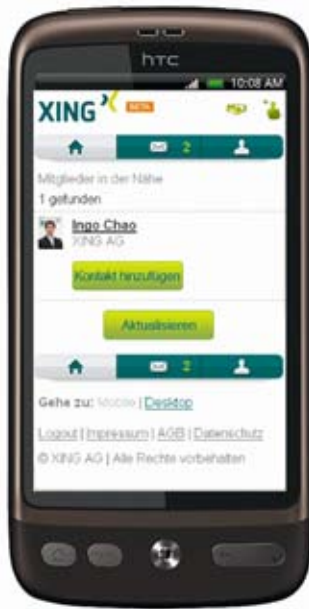 htc
10:08 AM
XING BETA
2
Mitglieder in der Nähe
1 gefunden
Ingo Chao
XING AG
Kontakt hinzufügen
Aktualisieren
2
Gehe zu: Mobile | Desktop
Logout | Impressum | AGB | Datenschutz
© XING AG | Alle Rechte vorbehalten